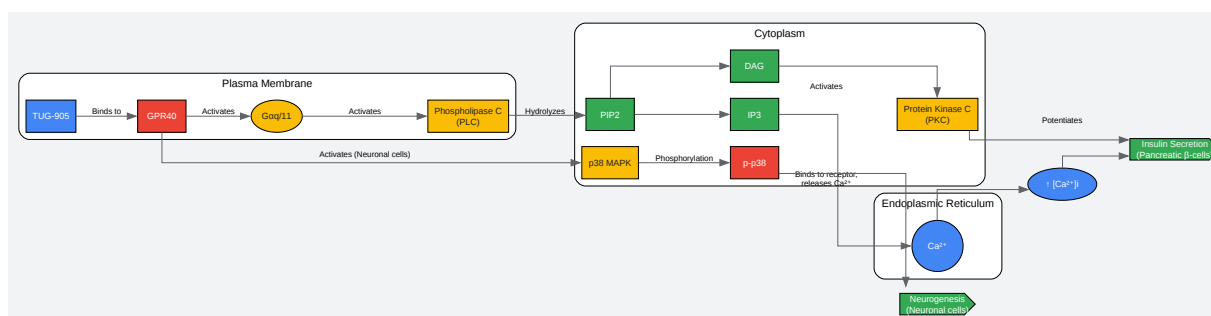 Cytoplasm
Plasma Membrane
DAG
Activates
TUG-905
Binds to
GPR40
Activates
Gαq/11
Activates
Phospholipase C
(PLC)
Hydrolyzes
PIP2
IP3
Protein Kinase C
(PKC)
Potentiates
Activates (Neuronal cells)
p38 MAPK
Phosphorylation
p-p38
Insulin Secretion
(Pancreatic β-cells)
Binds to receptor,
releases Ca²⁺
↑ [Ca²⁺]i
Endoplasmic Reticulum
Ca²⁺
Neurogenesis
(Neuronal cells)